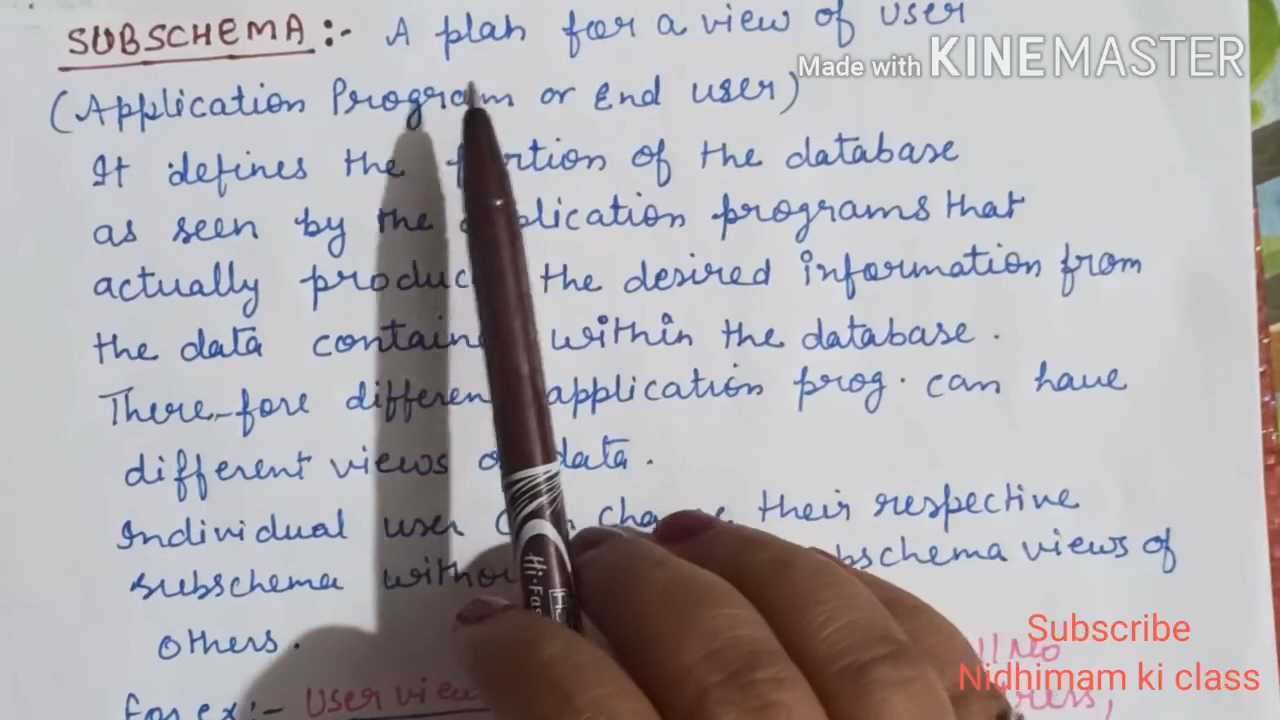 SUBSCHEMA :- A plan for a view of user
Made with KINEMASTER
(Application Program or End user)
It defines the portion of the database
as seen by the application programs that
actually produce the desired information from
the data contained within the database.
Therefore different application prog. can have
different views of data.
Individual user can change their respective
subschema without subschema views of
others.
for ex:- User view
Subscribe
Nidhimam ki class